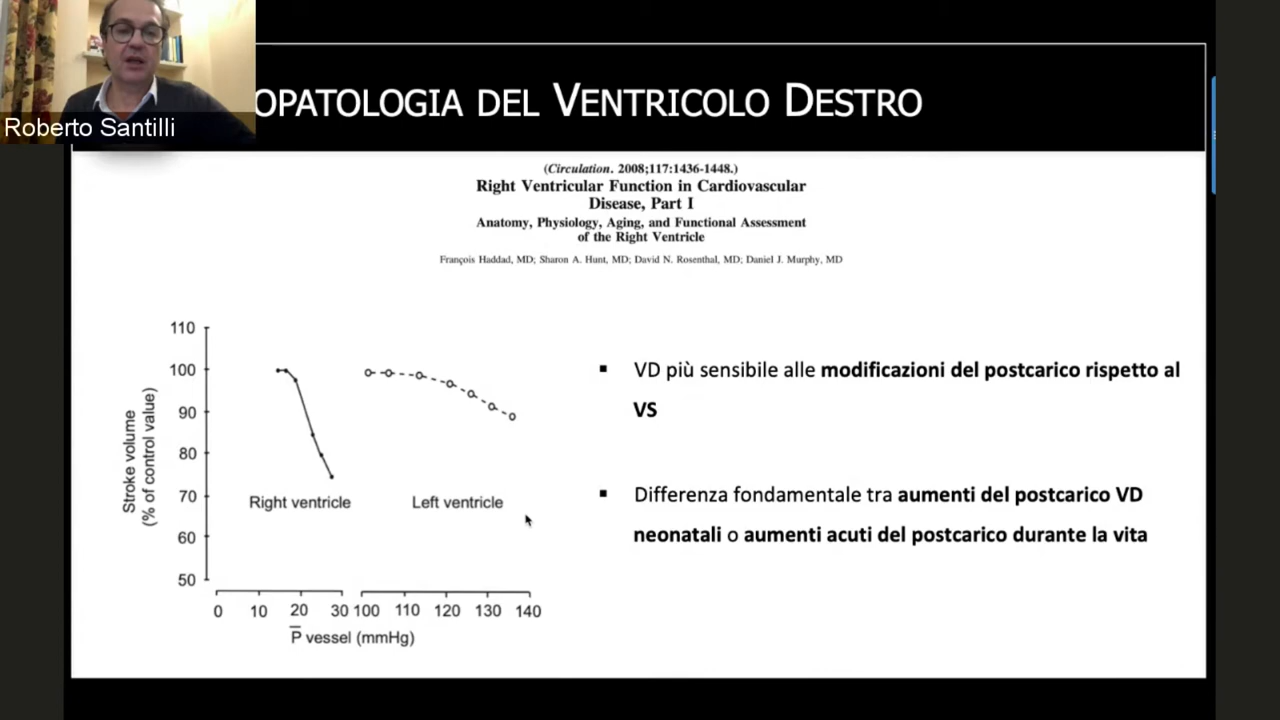 OPATOLOGIA DEL VENTRICOLO DESTRO
Roberto Santilli
(Circulation. 2008;117:1436-1448.)
Right Ventricular Function in Cardiovascular
Disease, Part I
Anatomy, Physiology, Aging, and Functional Assessment
of the Right Ventricle
François Haddad, MD; Sharon A. Hunt, MD; David N. Rosenthal, MD; Daniel J. Murphy, MD
Stroke volume
(% of control value)
110
100
90
80
70
60
50
Right ventricle
Left ventricle
0 10 20 30 100 110 120 130 140
P̅ vessel (mmHg)
▪ VD più sensibile alle modificazioni del postcarico rispetto al
VS
▪ Differenza fondamentale tra aumenti del postcarico VD
neonatali o aumenti acuti del postcarico durante la vita